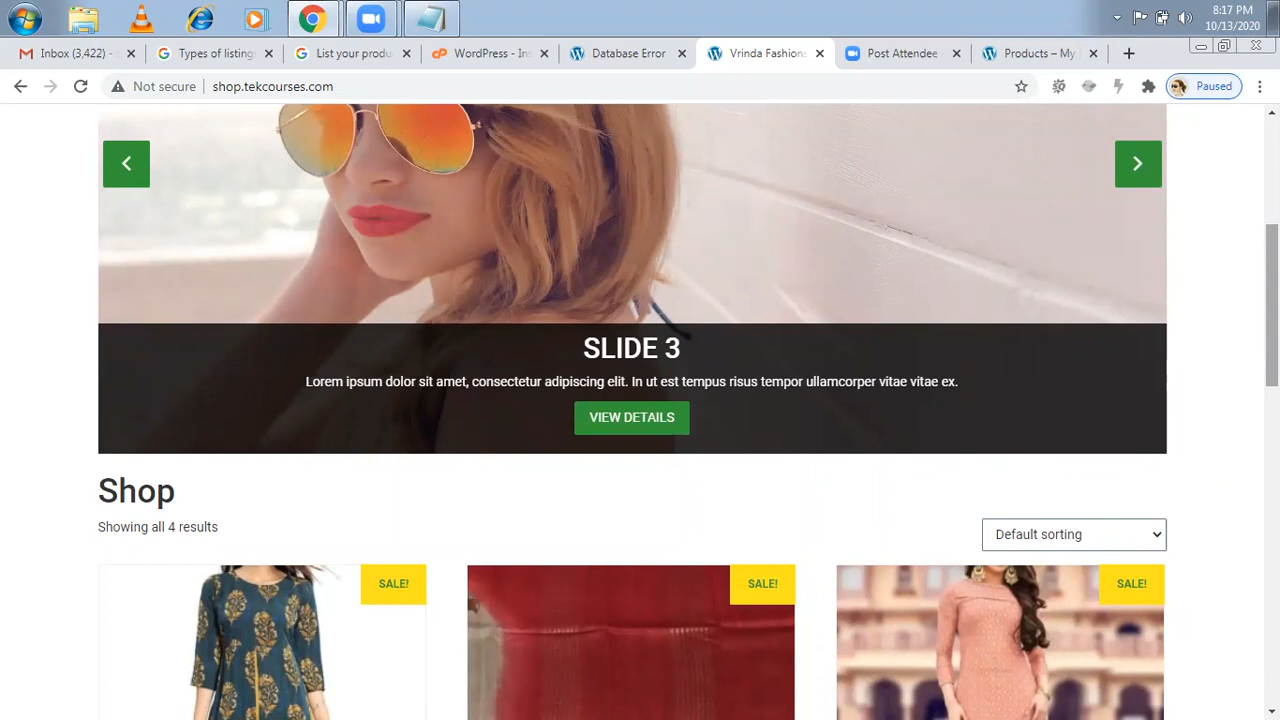 8:17 PM
10/13/2020
Inbox (3,422) -
Types of listing
List your produ
WordPress - Ins
Database Error
Vrinda Fashions
Post Attendee
Products – My
Not secure
shop.tekcourses.com
Paused
SLIDE 3
Lorem ipsum dolor sit amet, consectetur adipiscing elit. In ut est tempus risus tempor ullamcorper vitae vitae ex.
VIEW DETAILS
Shop
Showing all 4 results
Default sorting
SALE!
SALE!
SALE!